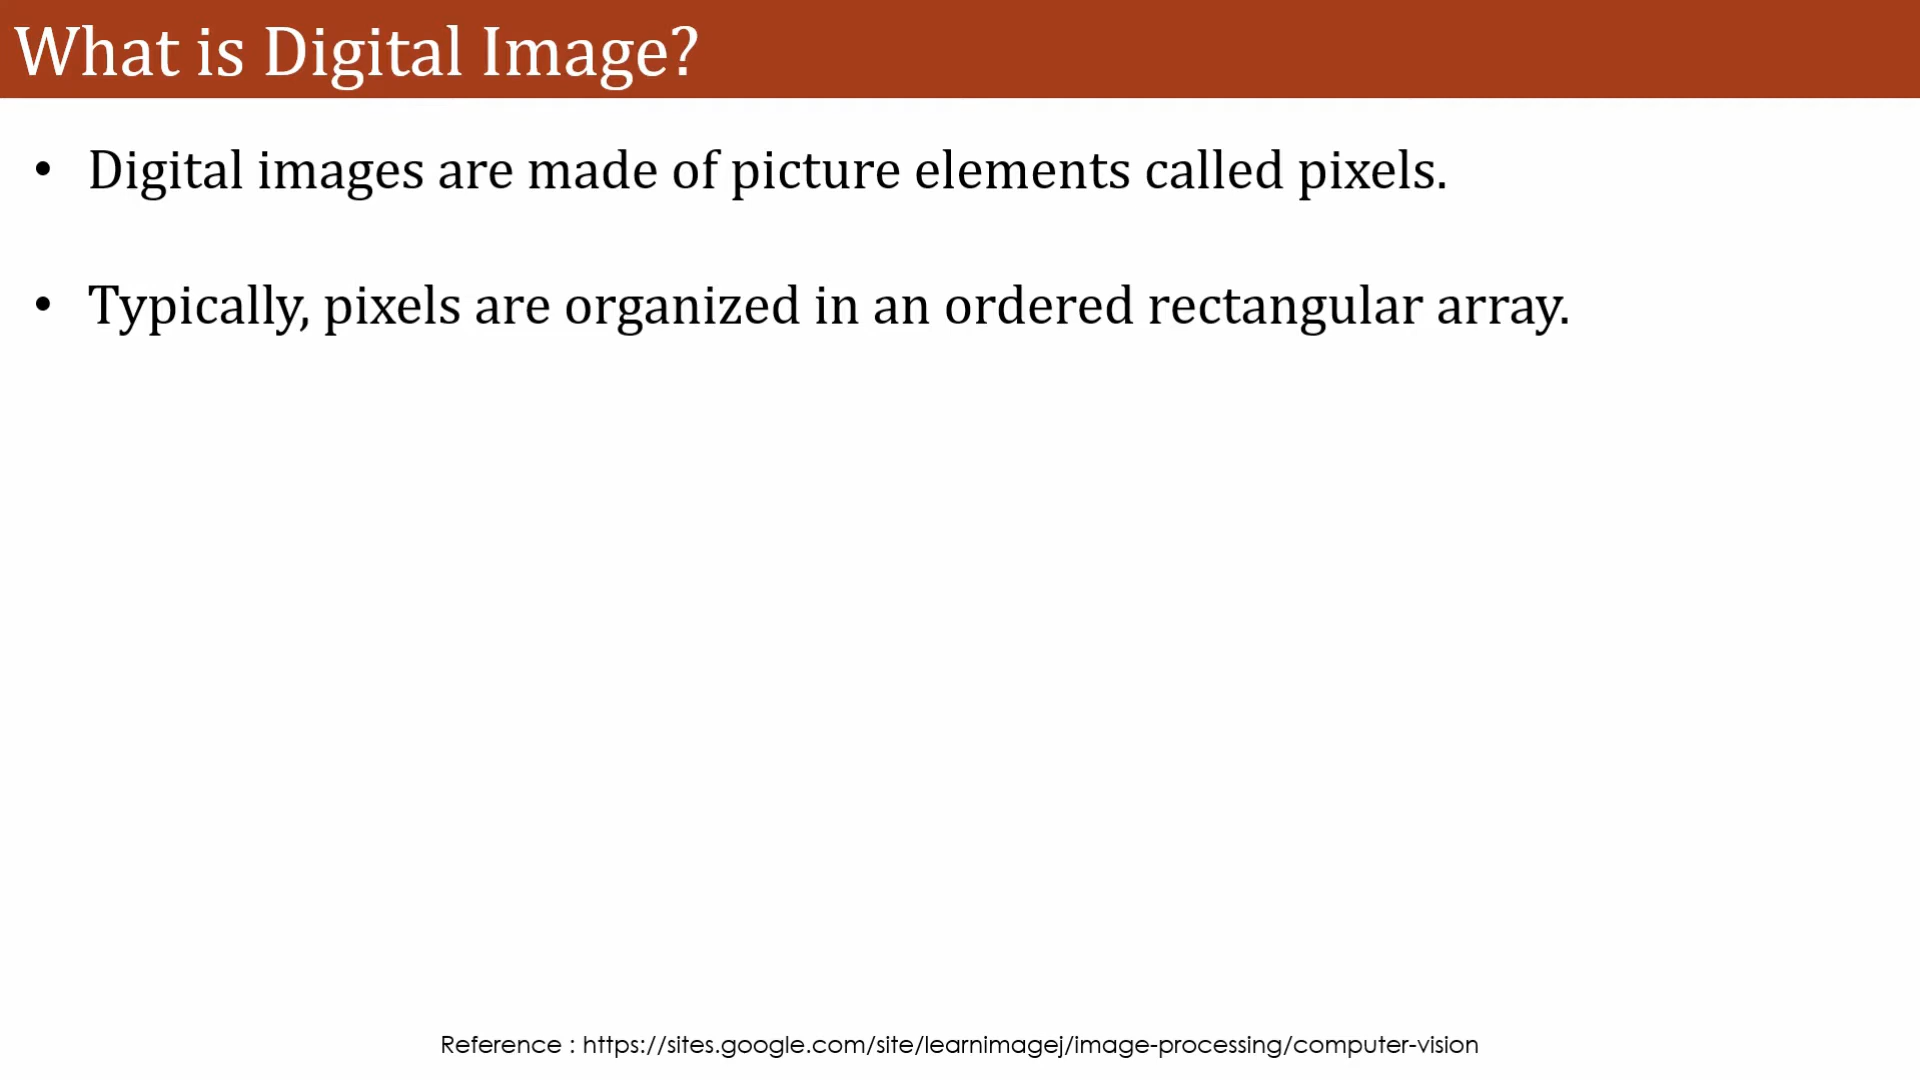 What is Digital Image?
• Digital images are made of picture elements called pixels.
• Typically, pixels are organized in an ordered rectangular array.
Reference : https://sites.google.com/site/learnimagej/image-processing/computer-vision